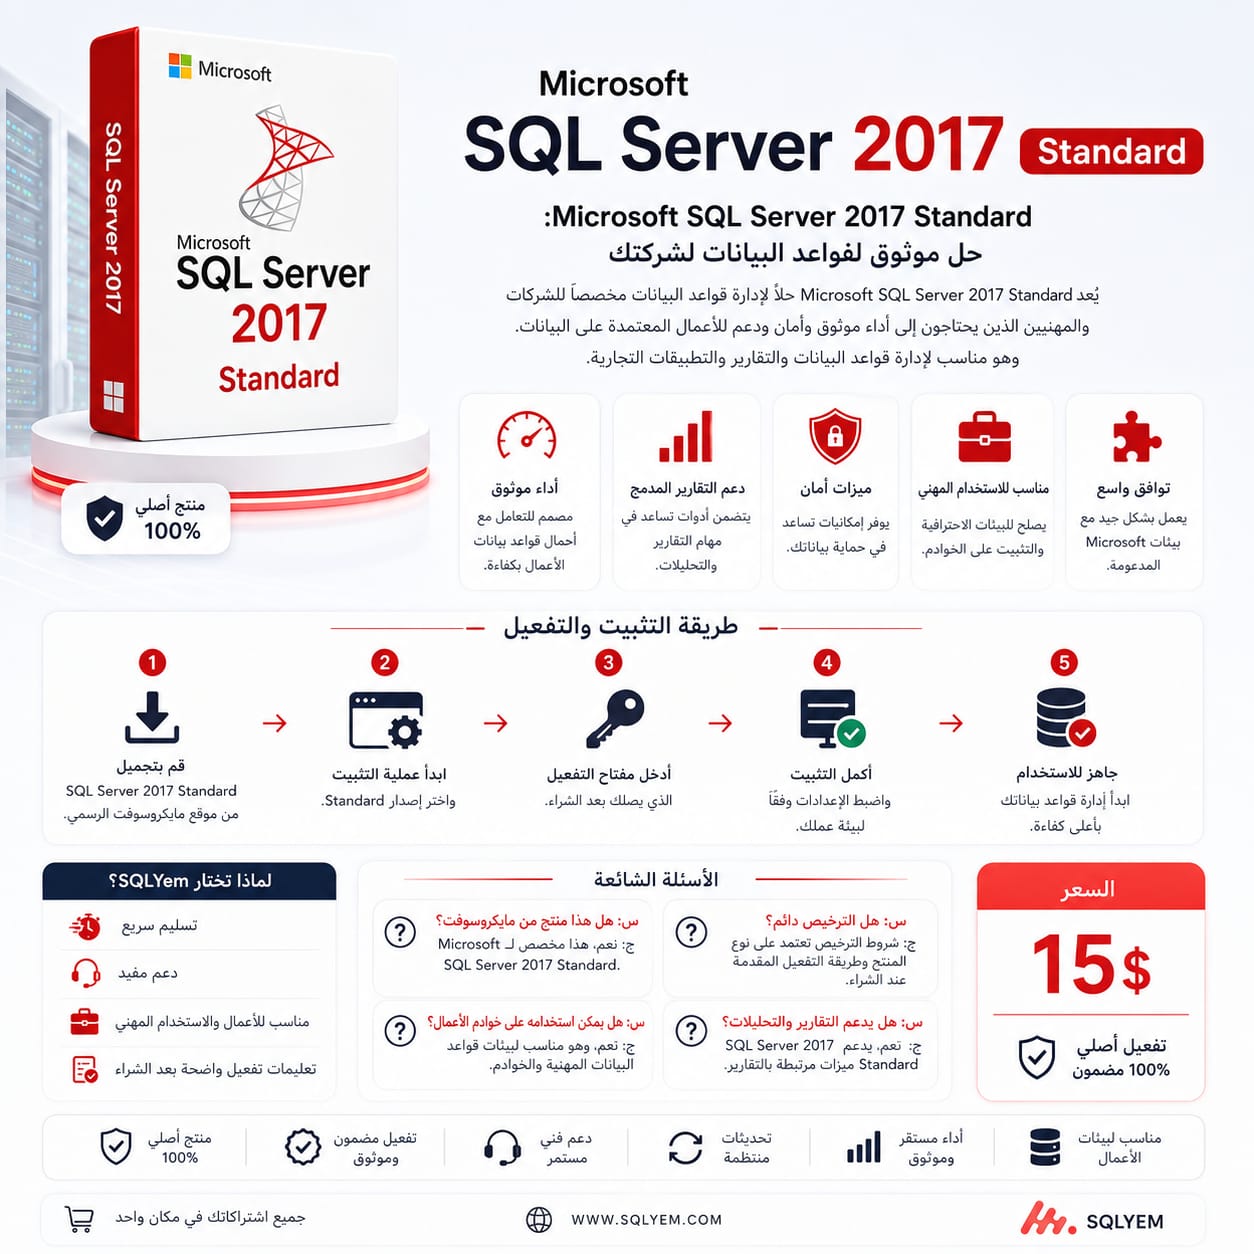 Microsoft
SQL Server 2017
Microsoft
SQL Server
2017
Standard
منتج أصلي
100%
Microsoft
SQL Server 2017 Standard
Microsoft SQL Server 2017 Standard:
حل موثوق لفواعد البيانات لشركتك
يُعد Microsoft SQL Server 2017 Standard حلاً لإدارة قواعد البيانات مخصصاً للشركات
والمهنيين الذين يحتاجون إلى أداء موثوق وأمان ودعم للأعمال المعتمدة على البيانات.
وهو مناسب لإدارة قواعد البيانات والتقارير والتطبيقات التجارية.
توافق واسع
يعمل بشكل جيد مع
بيئات Microsoft
المدعومة.
مناسب للاستخدام المهني
يصلح للبيئات الاحترافية
والتثبيت على الخوادم.
ميزات أمان
يوفر إمكانيات تساعد
في حماية بياناتك.
دعم التقارير المدمج
يتضمن أدوات تساعد في
مهام التقارير
والتحليلات.
أداء موثوق
مصمم للتعامل مع
أحمال قواعد بيانات
الأعمال بكفاءة.
طريقة التثبيت والتفعيل
1
قم بتجميل
SQL Server 2017 Standard
من موقع مايكروسوفت الرسمي.
2
ابدأ عملية التثبيت
واختر إصدار Standard.
3
أدخل مفتاح التفعيل
الذي يصلك بعد الشراء.
4
أكمل التثبيت
واضبط الإعدادات وفقًا
لبيئة عملك.
5
جاهز للاستخدام
ابدأ إدارة قواعد بياناتك
بأعلى كفاءة.
لماذا تختار SQLYem؟
تسليم سريع
دعم مفيد
مناسب للأعمال والاستخدام المهني
تعليمات تفعيل واضحة بعد الشراء
الأسئلة الشائعة
س: هل الترخيص دائم؟
ج: شروط الترخيص تعتمد على نوع
المنتج وطريقة التفعيل المقدمة
عند الشراء.
س: هل هذا منتج من مايكروسوفت؟
ج: نعم، هذا مخصص لـ Microsoft
SQL Server 2017 Standard.
س: هل يدعم التقارير والتحليلات؟
ج: نعم، يدعم SQL Server 2017
Standard ميزات مرتبطة بالتقارير.
س: هل يمكن استخدامه على خوادم الأعمال؟
ج: نعم، وهو مناسب لبيئات قواعد
البيانات المهنية والخوادم.
السعر
15$
تفعيل أصلي
100% مضمون
مناسب لبيئات
الأعمال
أداء مستقر
وموثوق
تحديثات
منتظمة
دعم فني
مستمر
تفعيل مضمون
وموثوق
منتج أصلي
100%
جميع اشتراكاتك في مكان واحد
WWW.SQLYEM.COM
SQLYEM